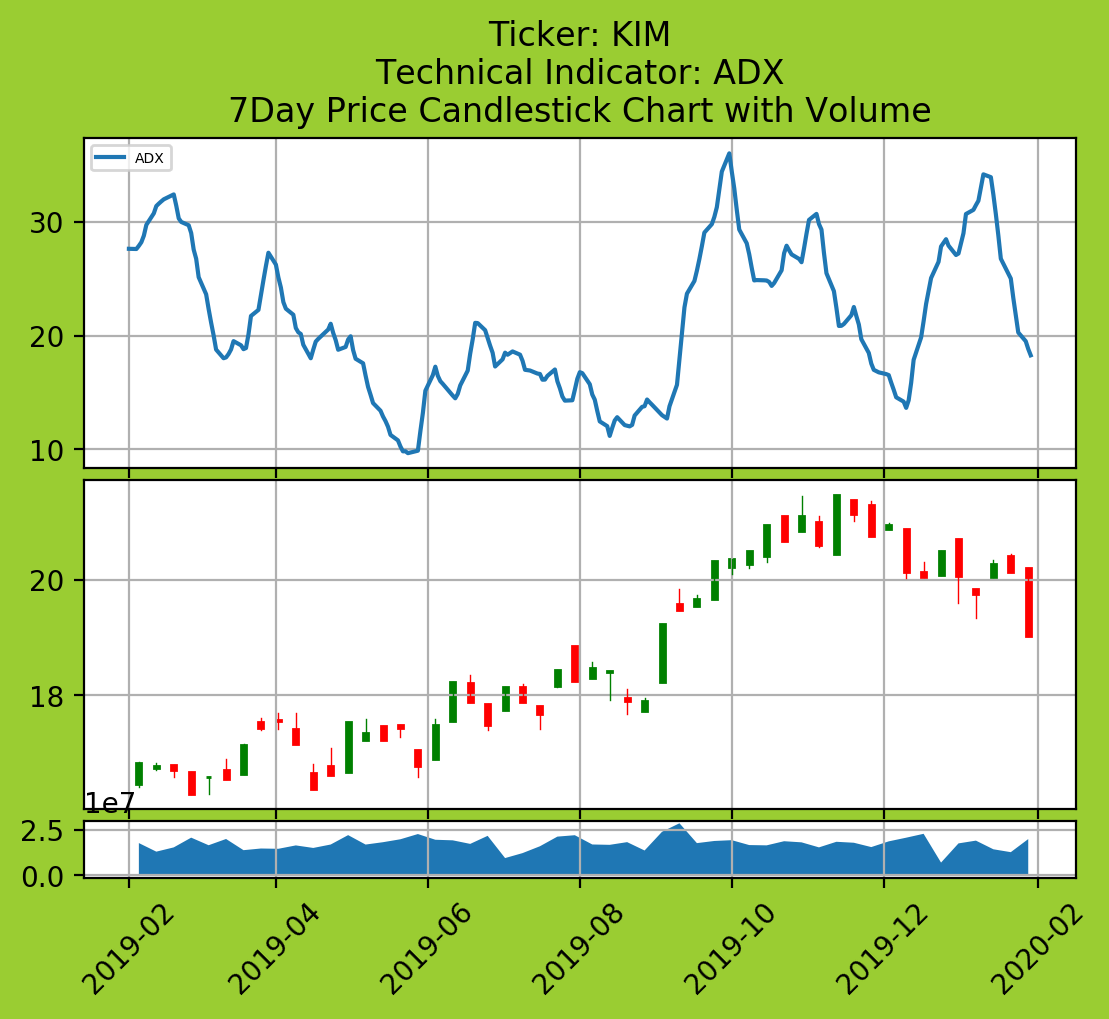 Ticker: KIM
Technical Indicator: ADX
7Day Price Candlestick Chart with Volume
ADX
30
20
10
20
18
1e7
2.5
0.0
2019-02
2019-04
2019-06
2019-08
2019-10
2019-12
2020-02